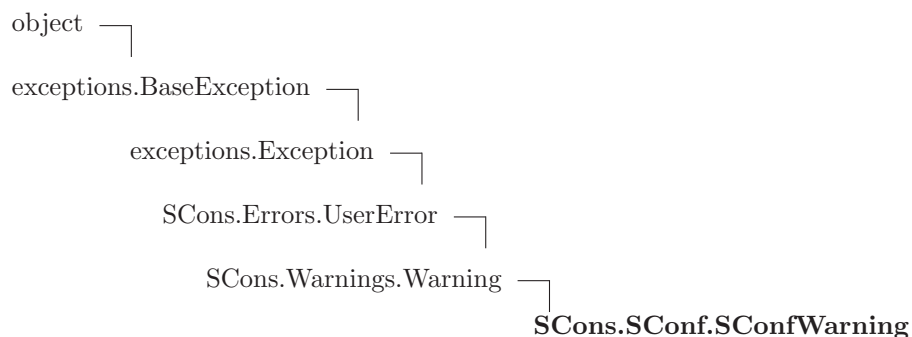 object
exceptions.BaseException
exceptions.Exception
SCons.Errors.UserError
SCons.Warnings.Warning
SCons.SConf.SConfWarning